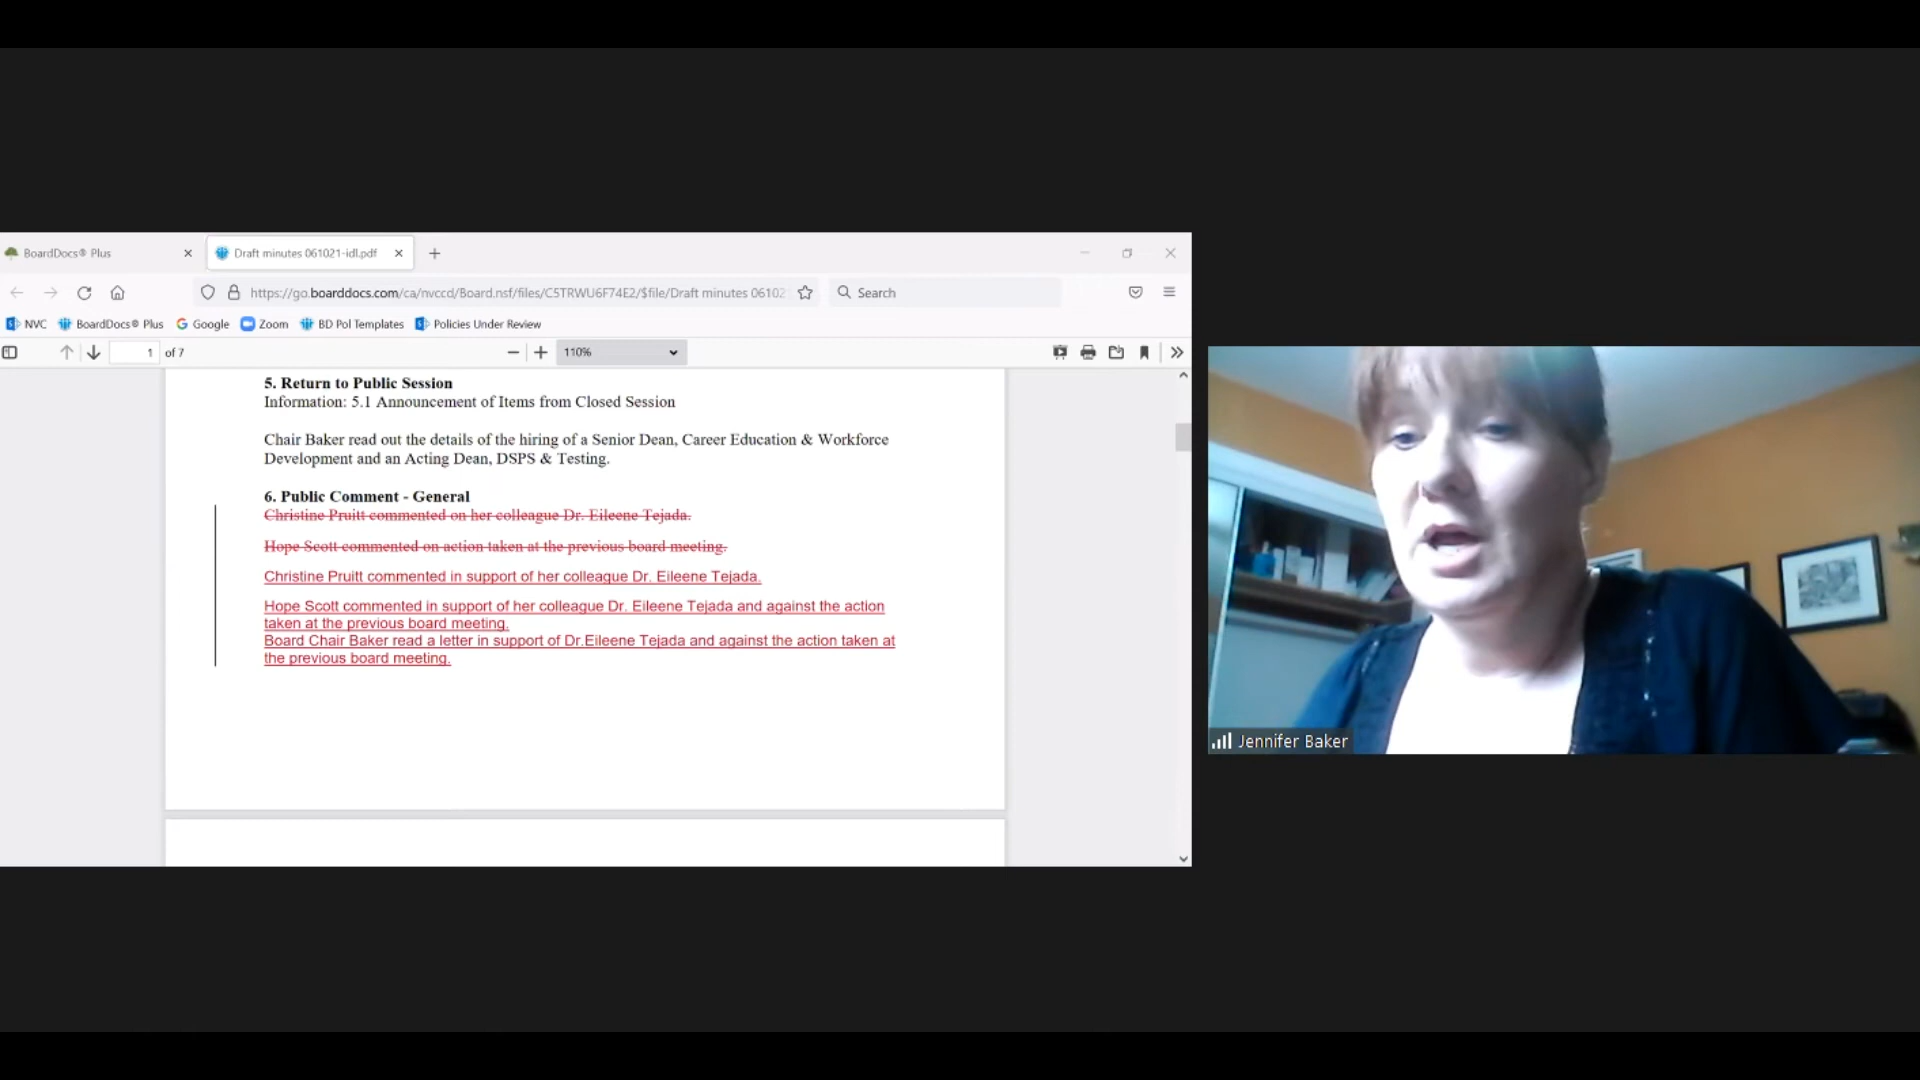 BoardDocs® Plus
Draft minutes 061021-idl.pdf
https://go.boarddocs.com/ca/nvccd/Board.nsf/files/C5TRWU6F74E2/$file/Draft minutes 06102
Search
NVC BoardDocs® Plus Google Zoom BD Pol Templates Policies Under Review
1 of 7
110%
5. Return to Public Session
Information: 5.1 Announcement of Items from Closed Session
Chair Baker read out the details of the hiring of a Senior Dean, Career Education & Workforce
Development and an Acting Dean, DSPS & Testing.
6. Public Comment - General
Christine Pruitt commented on her colleague Dr. Eileene Tejada.
Hope Scott commented on action taken at the previous board meeting.
Christine Pruitt commented in support of her colleague Dr. Eileene Tejada.
Hope Scott commented in support of her colleague Dr. Eileene Tejada and against the action
taken at the previous board meeting.
Board Chair Baker read a letter in support of Dr.Eileene Tejada and against the action taken at
the previous board meeting.
Jennifer Baker